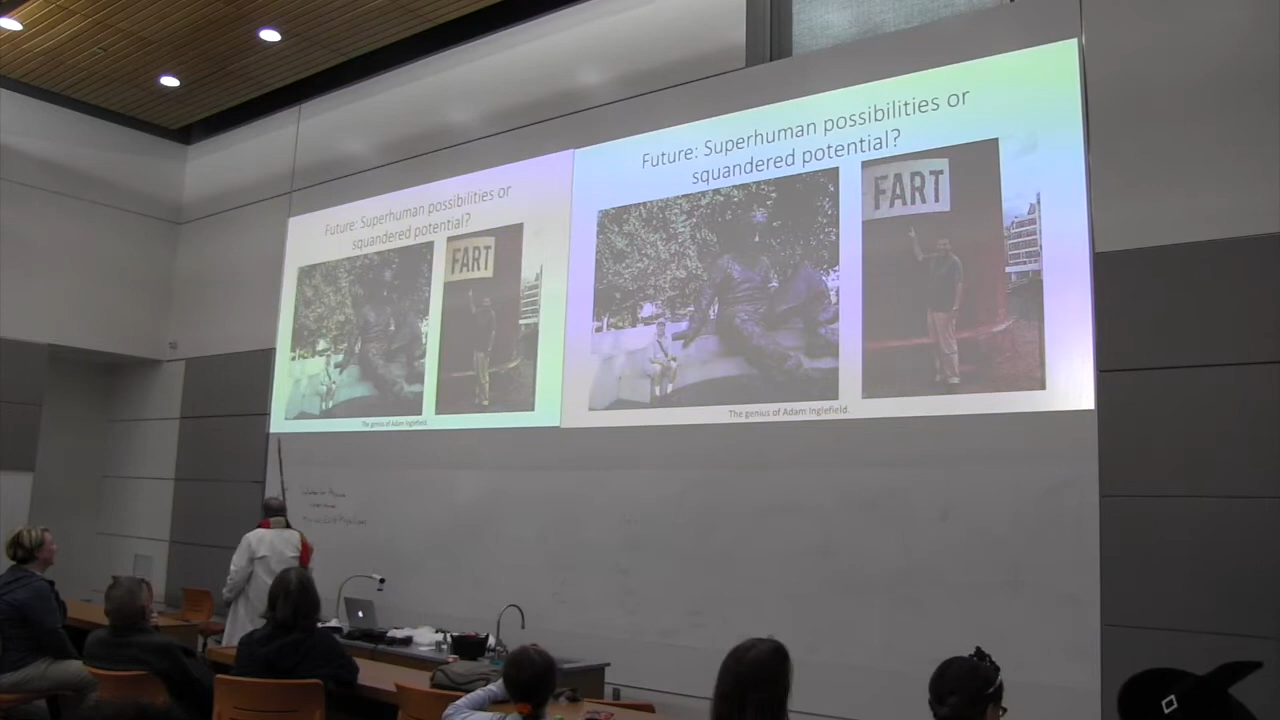 Future: Superhuman possibilities or
squandered potential?
FART
The genius of Adam Inglefield.
Future: Superhuman possibilities or
squandered potential?
FART
The genius of Adam Inglefield.